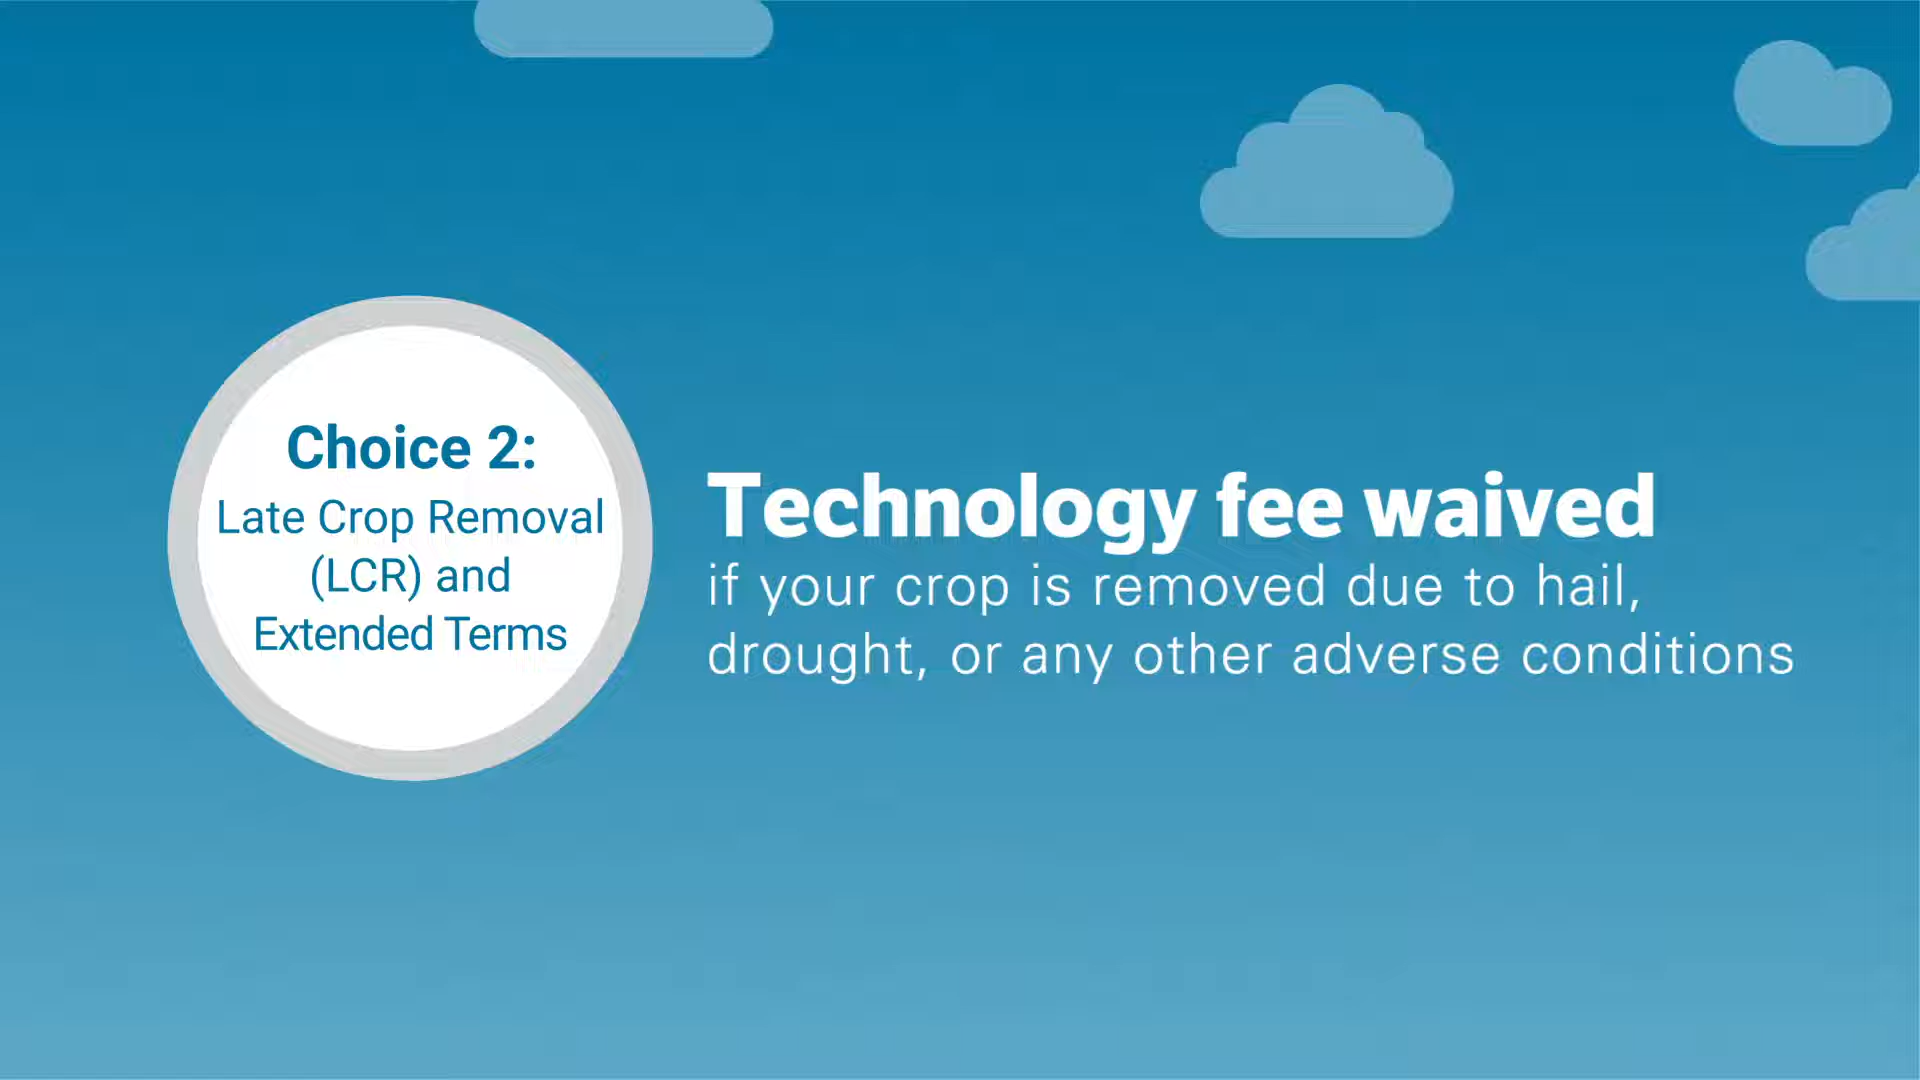 Choice 2:
Late Crop Removal
(LCR) and
Extended Terms
Technology fee waived
if your crop is removed due to hail,
drought, or any other adverse conditions